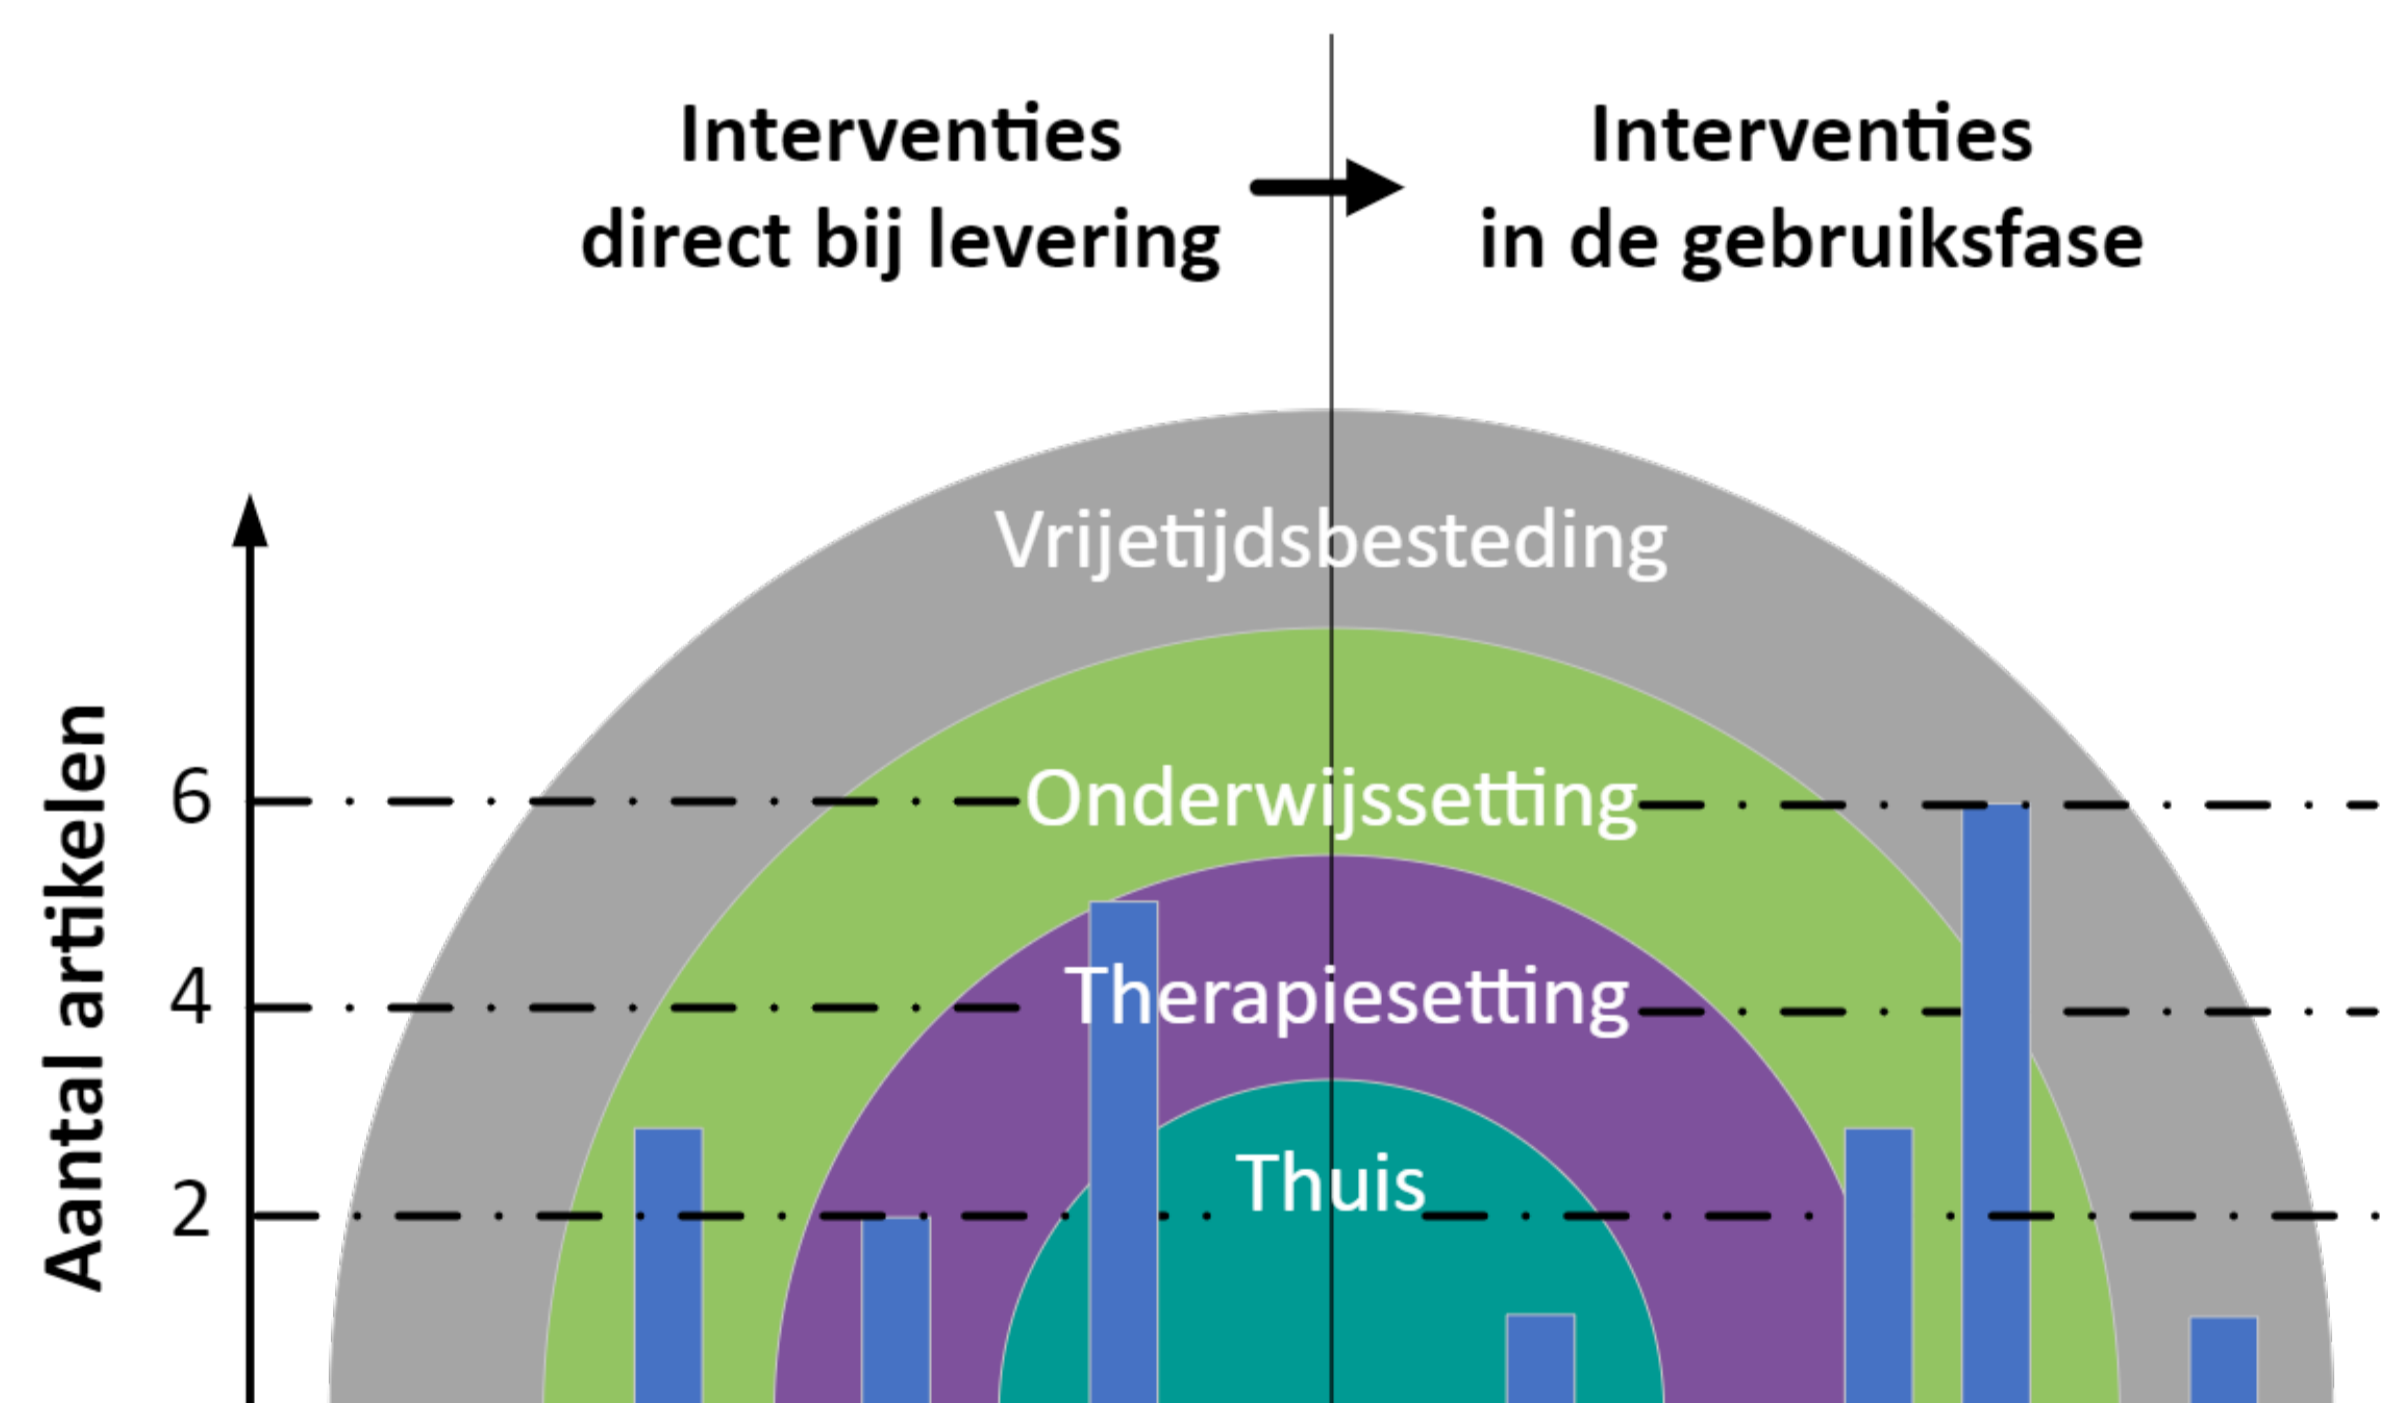 Interventies
direct bij levering
Interventies
in de gebruiksfase
Vrijetijdsbesteding
Aantal artikelen
6
Onderwijssetting
4
Therapiesetting
2
Thuis